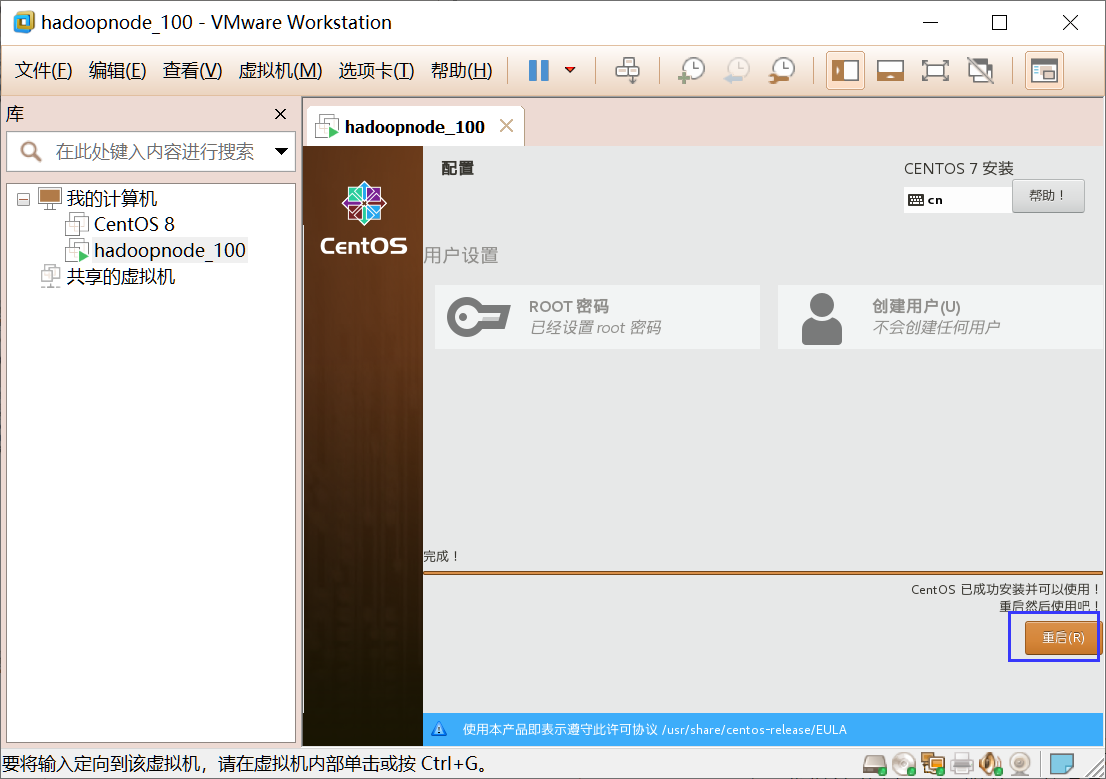 hadoopnode_100 - VMware Workstation
文件(F) 编辑(E) 查看(V) 虚拟机(M) 选项卡(T) 帮助(H)
库
在此处键入内容进行搜索
我的计算机
CentOS 8
hadoopnode_100
共享的虚拟机
hadoopnode_100
CentOS
配置
CENTOS 7 安装
cn
帮助！
用户设置
ROOT 密码
已经设置 root 密码
创建用户(U)
不会创建任何用户
完成！
CentOS 已成功安装并可以使用！
重启然后使用吧！
重启(R)
使用本产品即表示遵守此许可协议 /usr/share/centos-release/EULA
要将输入定向到该虚拟机，请在虚拟机内部单击或按 Ctrl+G。